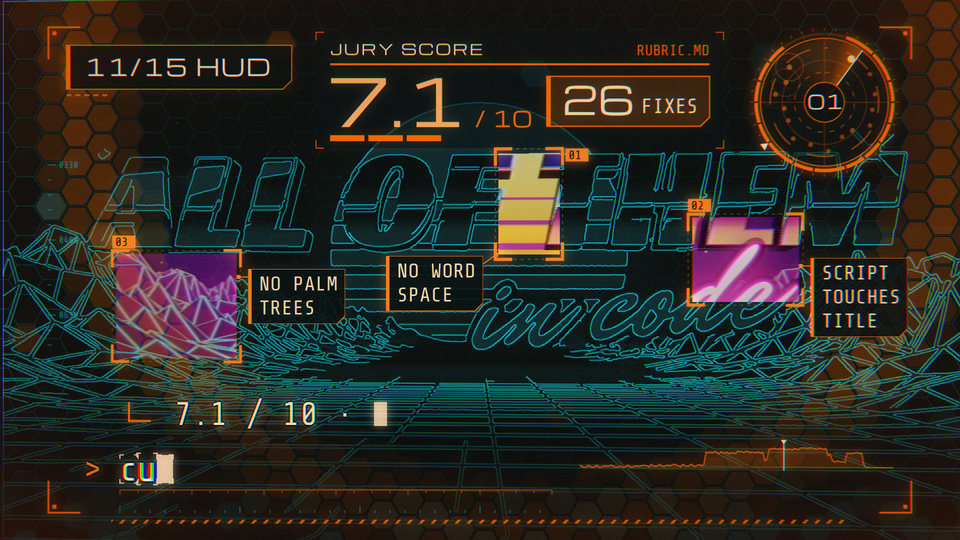 11/15 HUD
JURY SCORE
RUBRIC.MD
7.1 / 10
26 FIXES
01
ALL OF THEM
in code
0330
01
02
03
NO PALM
TREES
NO WORD
SPACE
SCRIPT
TOUCHES
TITLE
7.1 / 10 ·
> cu